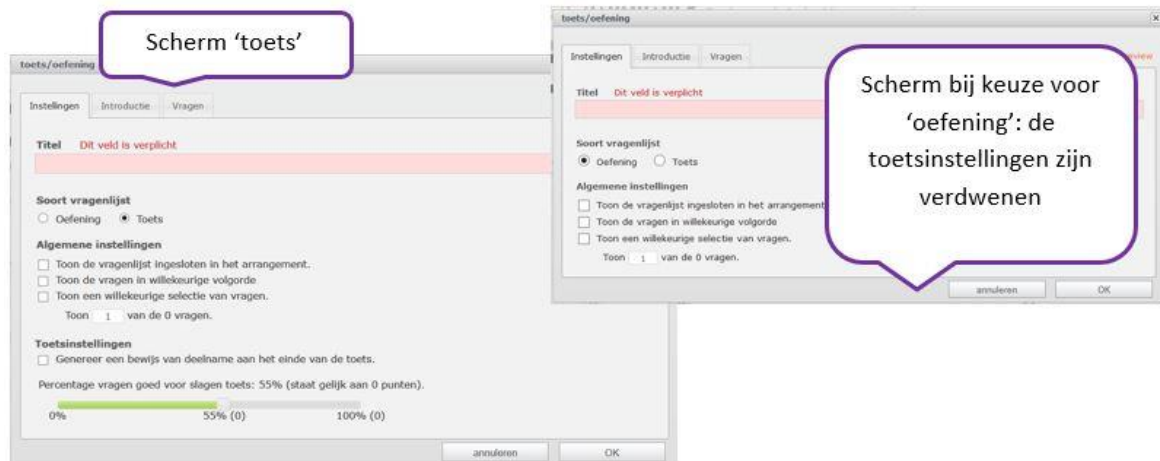 Scherm ‘toets’
toets/oefening
Instellingen Introductie Vragen
Titel Dit veld is verplicht
Soort vragenlijst
Oefening Toets
Algemene instellingen
Toon de vragenlijst ingesloten in het arrangement.
Toon de vragen in willekeurige volgorde
Toon een willekeurige selectie van vragen.
Toon 1 van de 0 vragen.
Toetsinstellingen
Genereer een bewijs van deelname aan het einde van de toets.
Percentage vragen goed voor slagen toets: 55% (staat gelijk aan 0 punten).
0% 55% (0) 100% (0)
annuleren OK
toets/oefening
Instellingen Introductie Vragen
Titel Dit veld is verplicht
Soort vragenlijst
Oefening Toets
Algemene instellingen
Toon de vragenlijst ingesloten in het arrangement
Toon de vragen in willekeurige volgorde
Toon een willekeurige selectie van vragen.
Toon 1 van de 0 vragen.
annuleren OK
Scherm bij keuze voor
‘oefening’: de
toetsinstellingen zijn
verdwenen